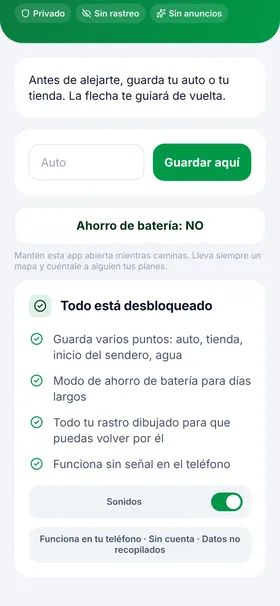 Privado
Sin rastreo
Sin anuncios
Antes de alejarte, guarda tu auto o tu
tienda. La flecha te guiará de vuelta.
Auto
Guardar aquí
Ahorro de batería: NO
Mantén esta app abierta mientras caminas. Lleva siempre un
mapa y cuéntale a alguien tus planes.
Todo está desbloqueado
Guarda varios puntos: auto, tienda,
inicio del sendero, agua
Modo de ahorro de batería para días
largos
Todo tu rastro dibujado para que
puedas volver por él
Funciona sin señal en el teléfono
Sonidos
Funciona en tu teléfono · Sin cuenta · Datos no
recopilados